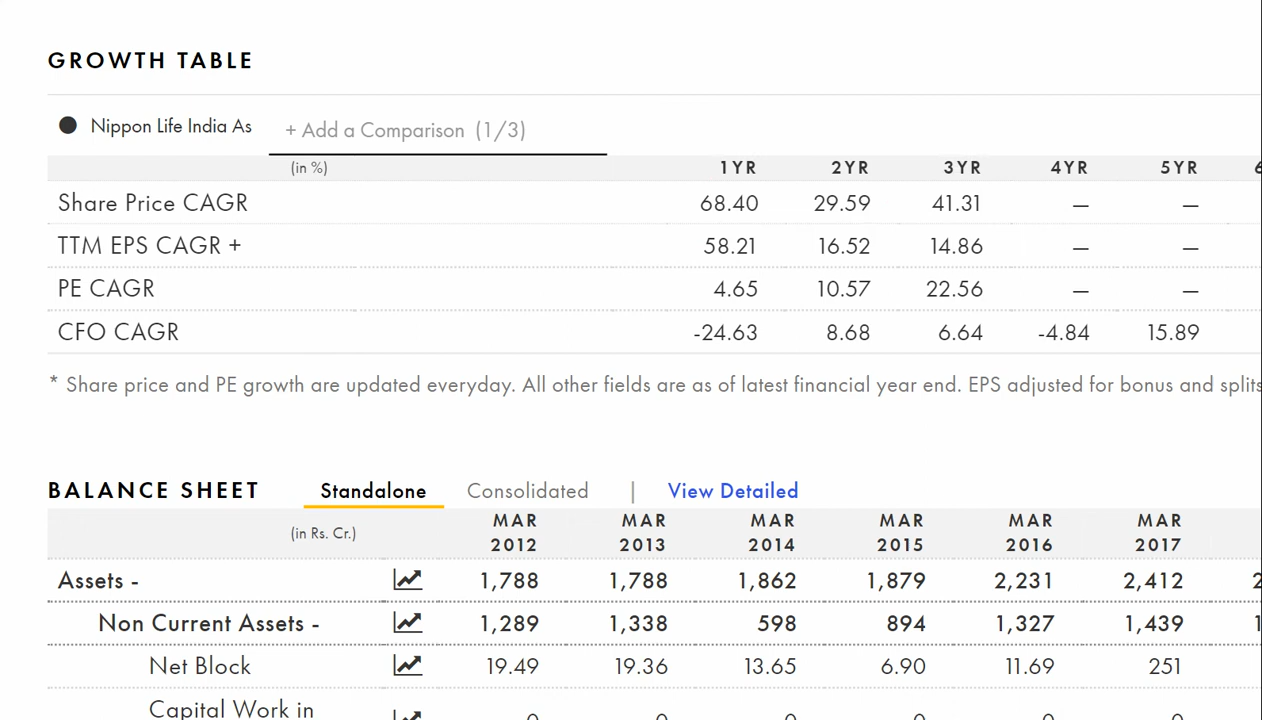 GROWTH TABLE
Nippon Life India As + Add a Comparison (1/3)
(in %) 1YR 2YR 3YR 4YR 5YR
Share Price CAGR 68.40 29.59 41.31 — —
TTM EPS CAGR + 58.21 16.52 14.86 — —
PE CAGR 4.65 10.57 22.56 — —
CFO CAGR -24.63 8.68 6.64 -4.84 15.89
* Share price and PE growth are updated everyday. All other fields are as of latest financial year end. EPS adjusted for bonus and splits
BALANCE SHEET Standalone Consolidated | View Detailed
(in Rs. Cr.) MAR 2012 MAR 2013 MAR 2014 MAR 2015 MAR 2016 MAR 2017
Assets - 1,788 1,788 1,862 1,879 2,231 2,412
Non Current Assets - 1,289 1,338 598 894 1,327 1,439
Net Block 19.49 19.36 13.65 6.90 11.69 251
Capital Work in 0 0 0 0 0 0